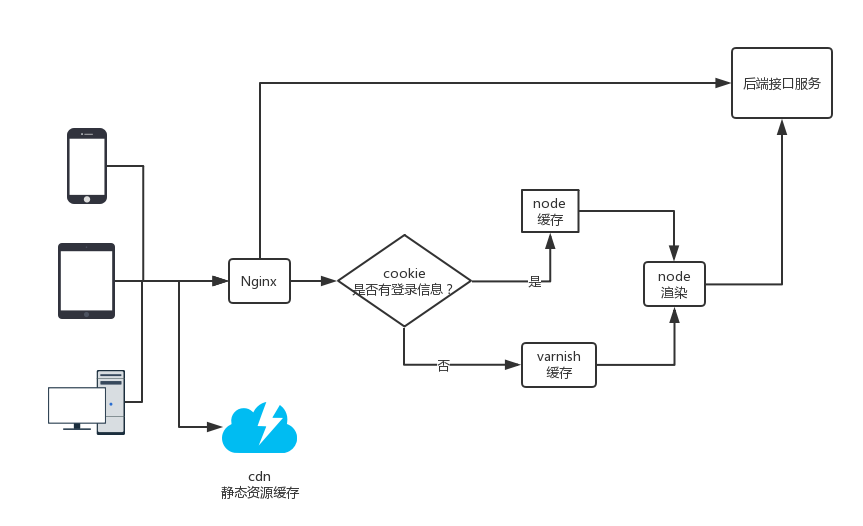 后端接口服务
node
缓存
Nginx
cookie
是否有登录信息？
是
node
渲染
否
varnish
缓存
cdn
静态资源缓存